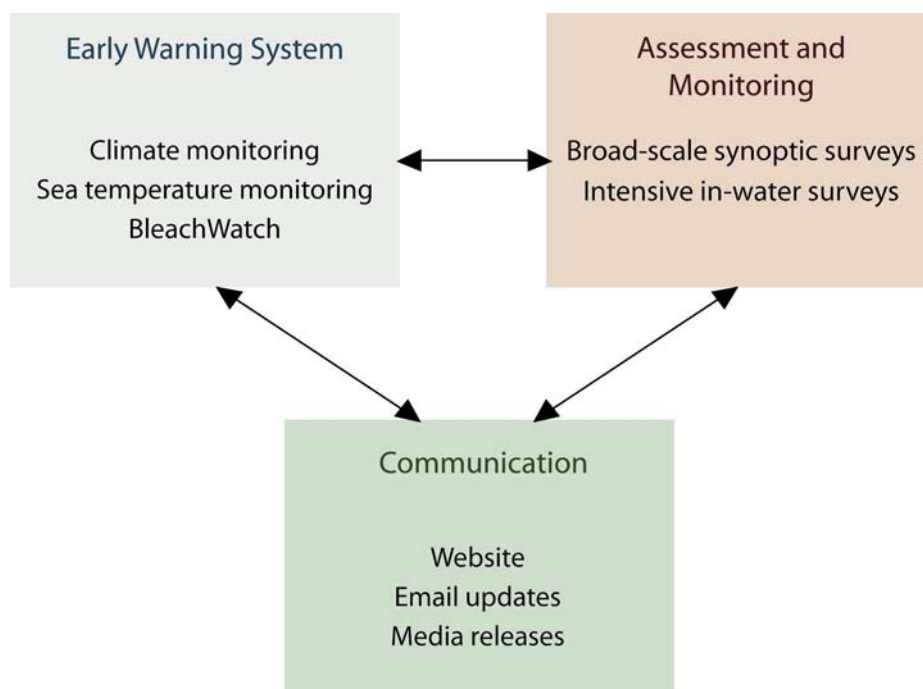 Early Warning System
Climate monitoring
Sea temperature monitoring
BleachWatch
Assessment and
Monitoring
Broad-scale synoptic surveys
Intensive in-water surveys
Communication
Website
Email updates
Media releases